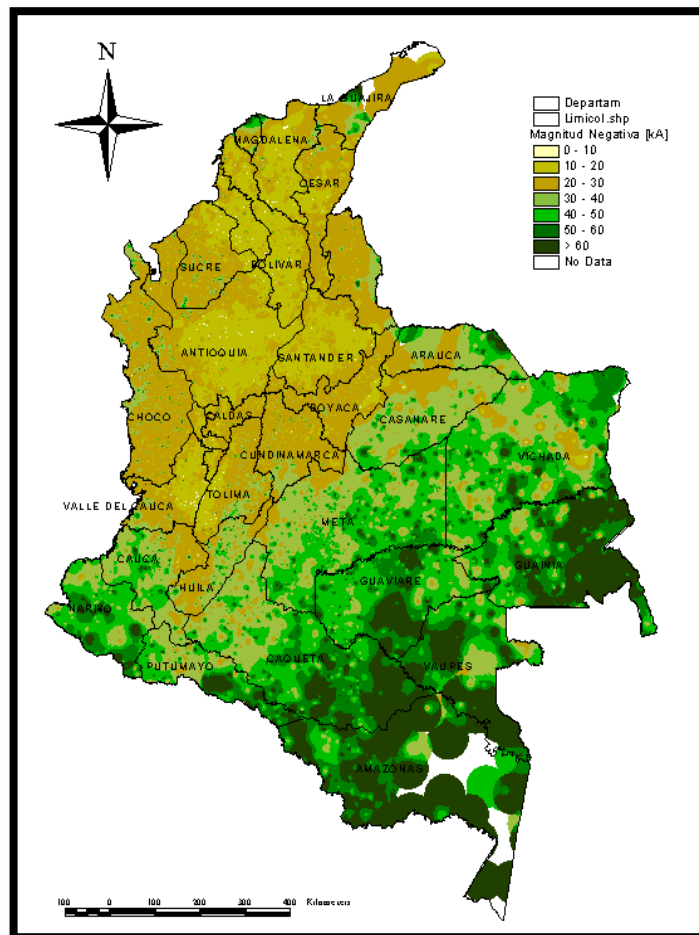 N
Departam
Limicol.shp
Magnitud Negativa [kA]
0 - 10
10 - 20
20 - 30
30 - 40
40 - 50
50 - 60
> 60
No Data
LA GUAJIRA
MAGDALENA
CESAR
SUCRE
BOLIVAR
ANTIOQUIA
SANTANDER
ARAUCA
CHOCO
CALDAS
BOYACA
CASANARE
CUNDINAMARCA
VICHADA
TOLIMA
VALLE DEL CAUCA
META
CAUCA
GUAVIARE
GUAINIA
HUILA
NARIÑO
PUTUMAYO
CAQUETA
VAUPES
AMAZONAS
100 0 100 200 300 400 Kilometers